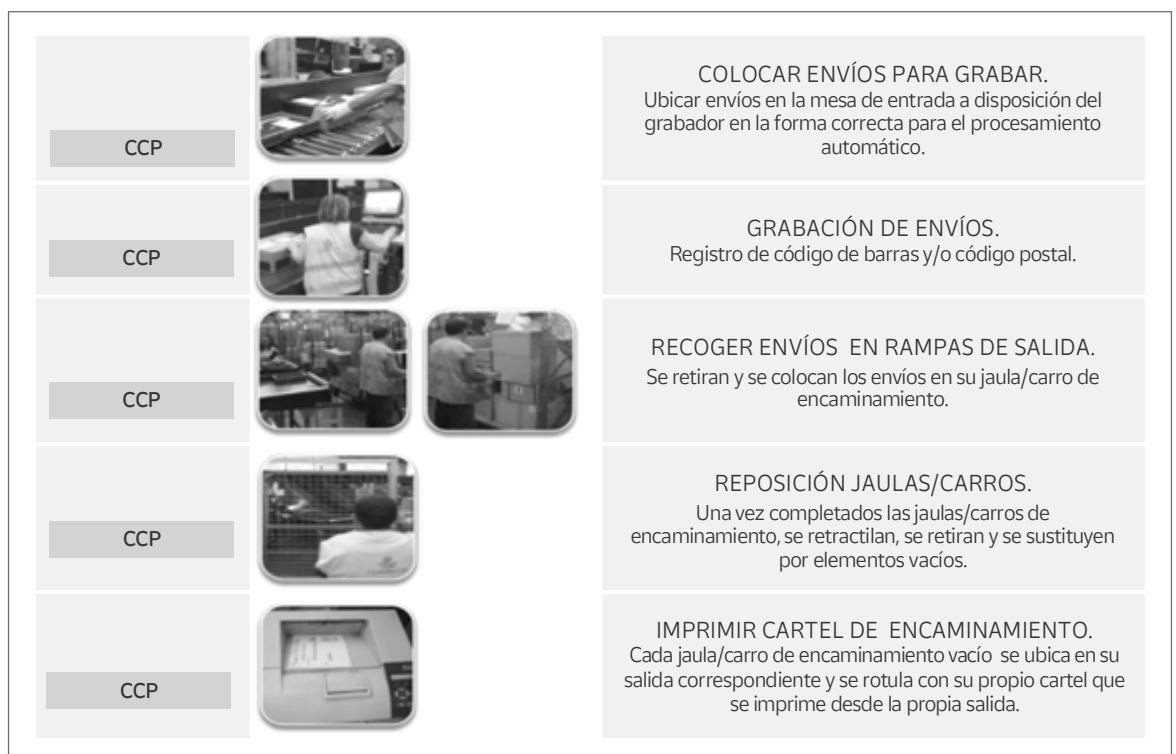 CCP
COLOCAR ENVÍOS PARA GRABAR.
Ubicar envíos en la mesa de entrada a disposición del
grabador en la forma correcta para el procesamiento
automático.
CCP
GRABACIÓN DE ENVÍOS.
Registro de código de barras y/o código postal.
CCP
RECOGER ENVÍOS EN RAMPAS DE SALIDA.
Se retiran y se colocan los envíos en su jaula/carro de
encaminamiento.
CCP
REPOSICIÓN JAULAS/CARROS.
Una vez completados las jaulas/carros de
encaminamiento, se retractilan, se retiran y se sustituyen
por elementos vacíos.
CCP
IMPRIMIR CARTEL DE ENCAMINAMIENTO.
Cada jaula/carro de encaminamiento vacío se ubica en su
salida correspondiente y se rotula con su propio cartel que
se imprime desde la propia salida.